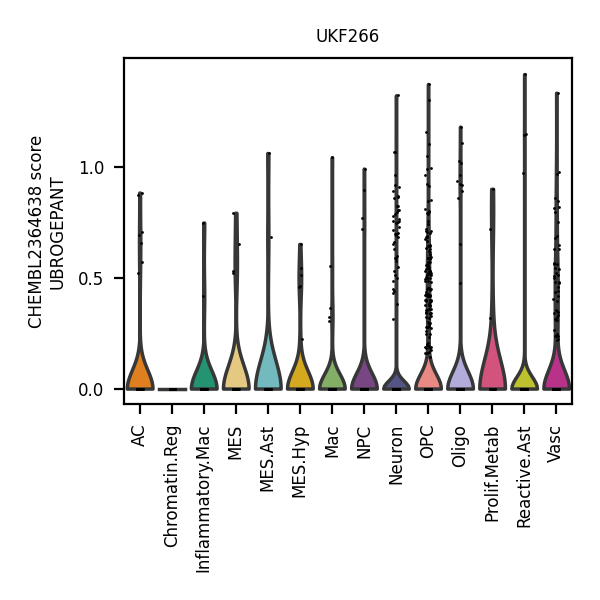 UKF266
CHEMBL2364638 score
UBROGEPANT
1.0
0.5
0.0
AC
Chromatin.Reg
Inflammatory.Mac
MES
MES.Ast
MES.Hyp
Mac
NPC
Neuron
OPC
Oligo
Prolif.Metab
Reactive.Ast
Vasc